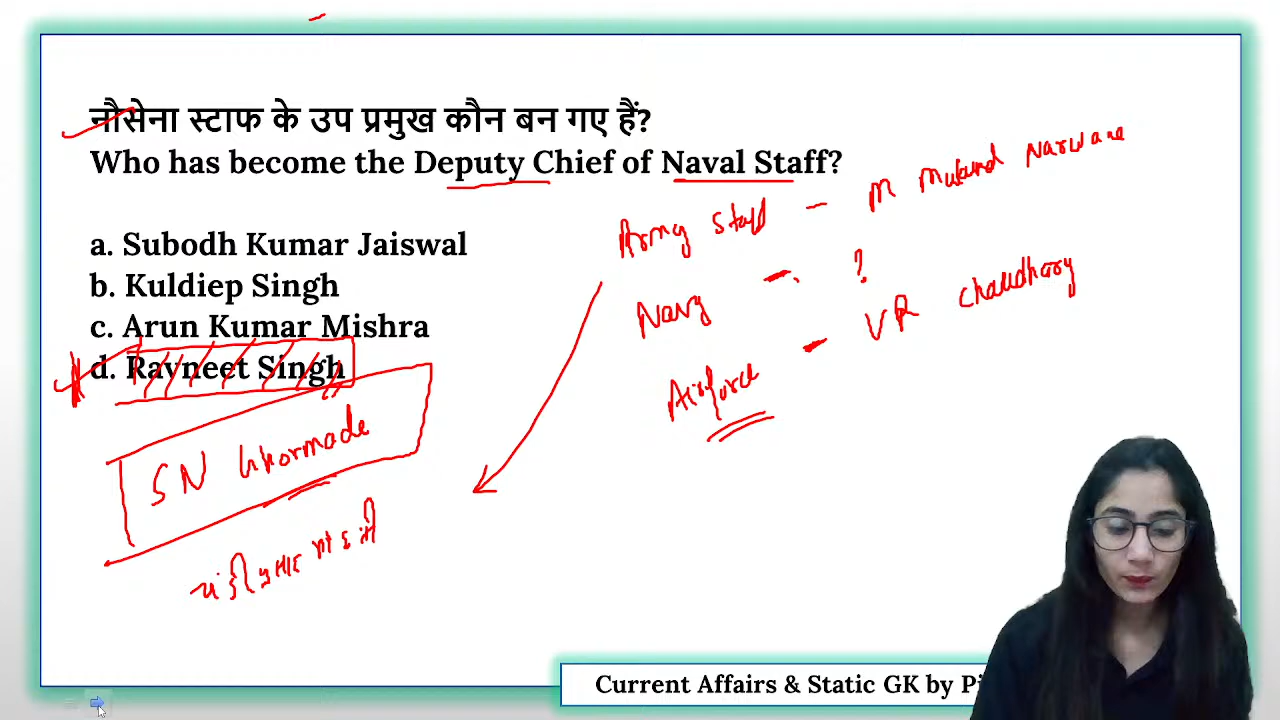 नौसेना स्टाफ के उप प्रमुख कौन बन गए हैं?
Who has become the Deputy Chief of Naval Staff?
a. Subodh Kumar Jaiswal
b. Kuldiep Singh
c. Arun Kumar Mishra
d. Ravneet Singh
Army Staff - M Mukund Narwane
Navy - ?
Airforce - VR Chaudhary
SN Ghormade
Current Affairs & Static GK by Pi